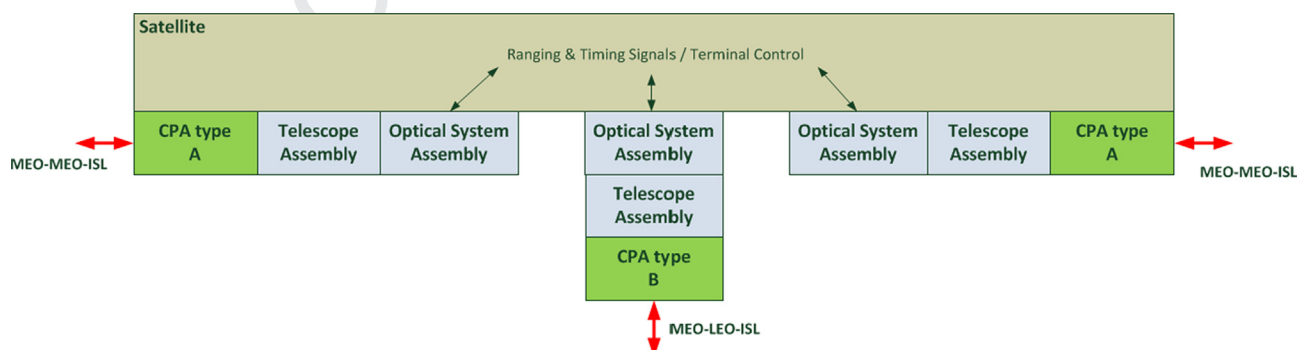 Satellite
Ranging & Timing Signals / Terminal Control
CPA type
A
Telescope
Assembly
Optical System
Assembly
Optical System
Assembly
Optical System
Assembly
Telescope
Assembly
CPA type
A
MEO-MEO-ISL
MEO-MEO-ISL
Telescope
Assembly
CPA type
B
MEO-LEO-ISL